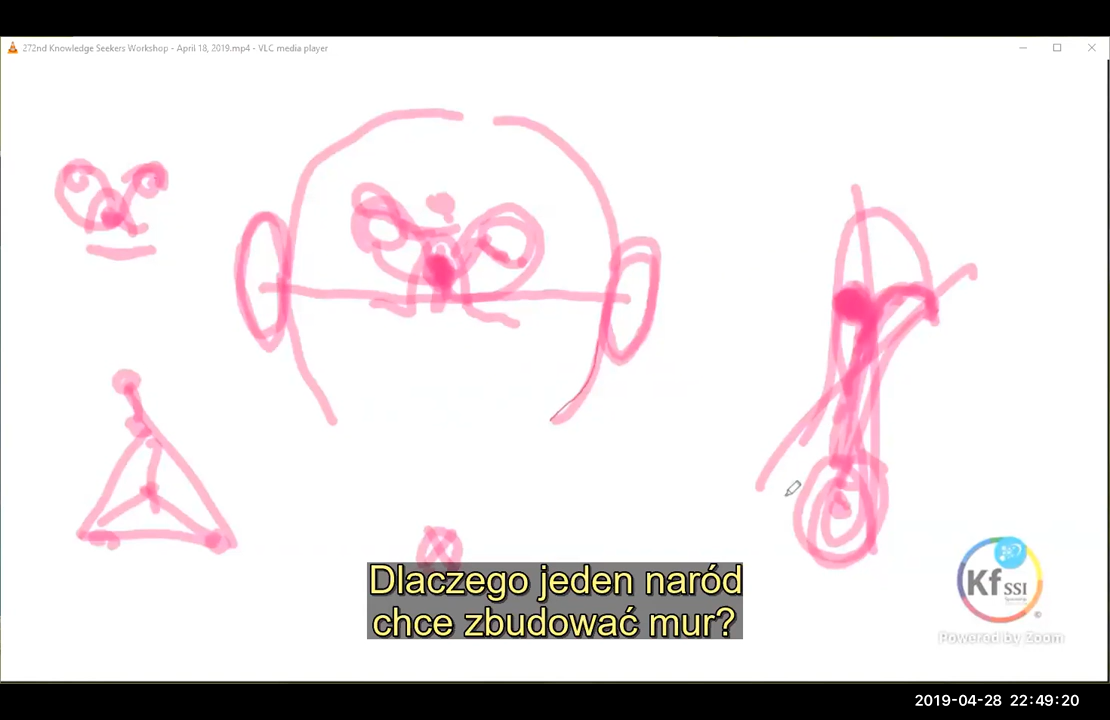 272nd Knowledge Seekers Workshop - April 18, 2019.mp4 - VLC media player
Dlaczego jeden naród
chce zbudować mur?
Kf SSI
Powered by Zoom
2019-04-28 22:49:20